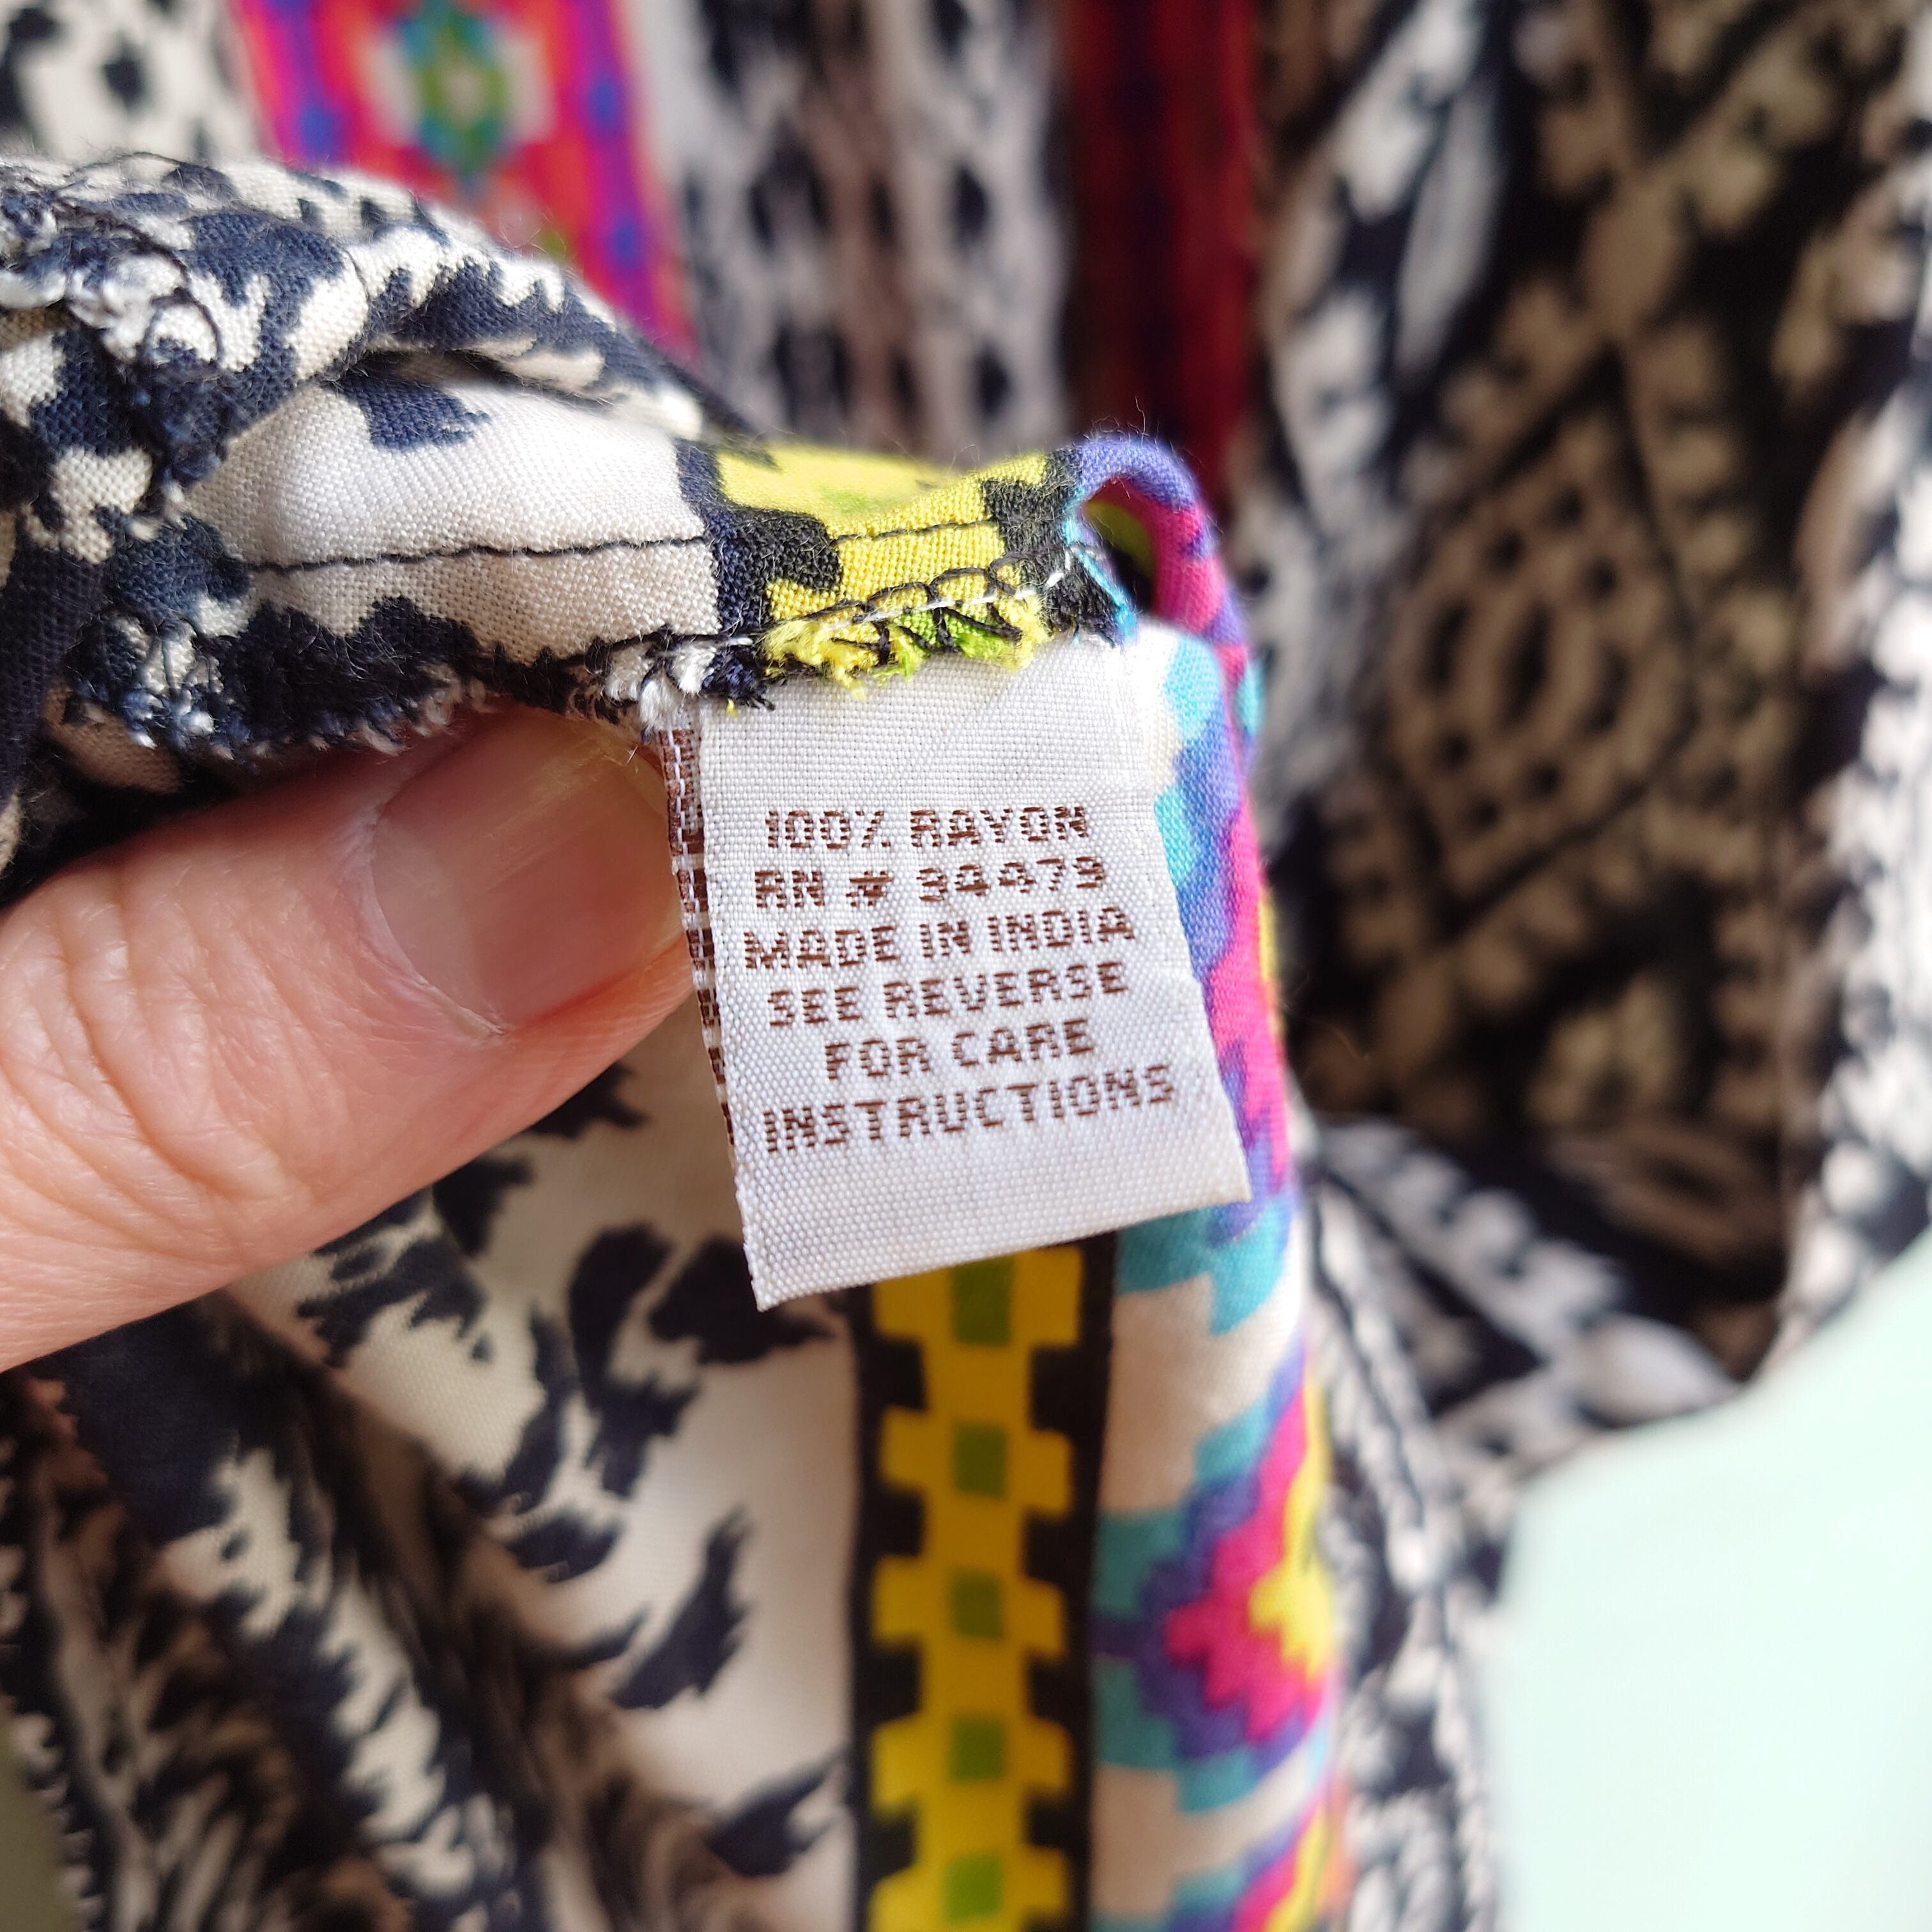 100% RAYON
RN # 34479
MADE IN INDIA
SEE REVERSE
FOR CARE
INSTRUCTIONS